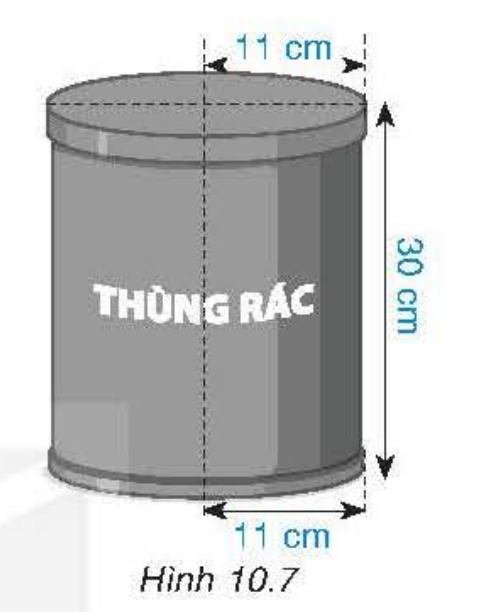 11 cm
30 cm
THÙNG RÁC
11 cm
Hình 10.7